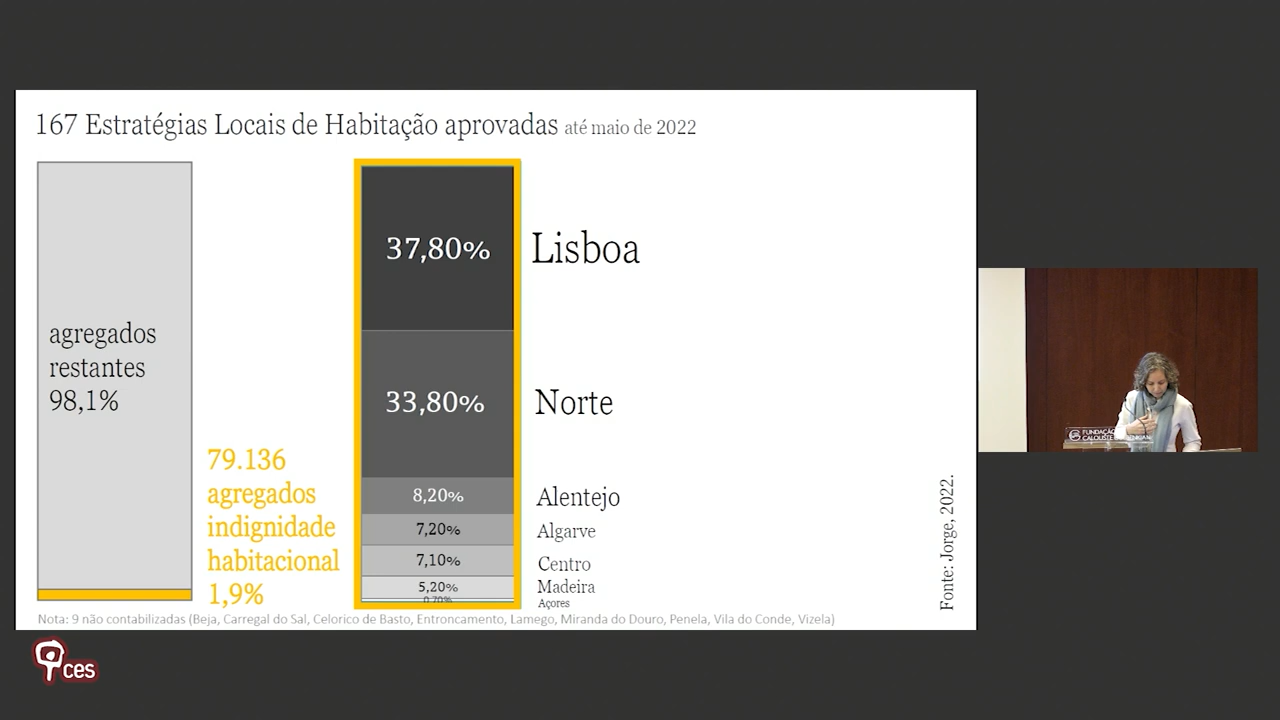 167 Estratégias Locais de Habitação aprovadas até maio de 2022
agregados
restantes
98,1%
79.136
agregados
indignidade
habitacional
1,9%
37,80%
Lisboa
33,80%
Norte
8,20%
Alentejo
7,20%
Algarve
7,10%
Centro
5,20%
Madeira
0,70%
Açores
Fonte: Jorge, 2022.
Nota: 9 não contabilizadas (Beja, Carregal do Sal, Celorico de Basto, Entroncamento, Lamego, Miranda do Douro, Penela, Vila do Conde, Vizela)
FUNDAÇÃO
CALOUSTE
ces